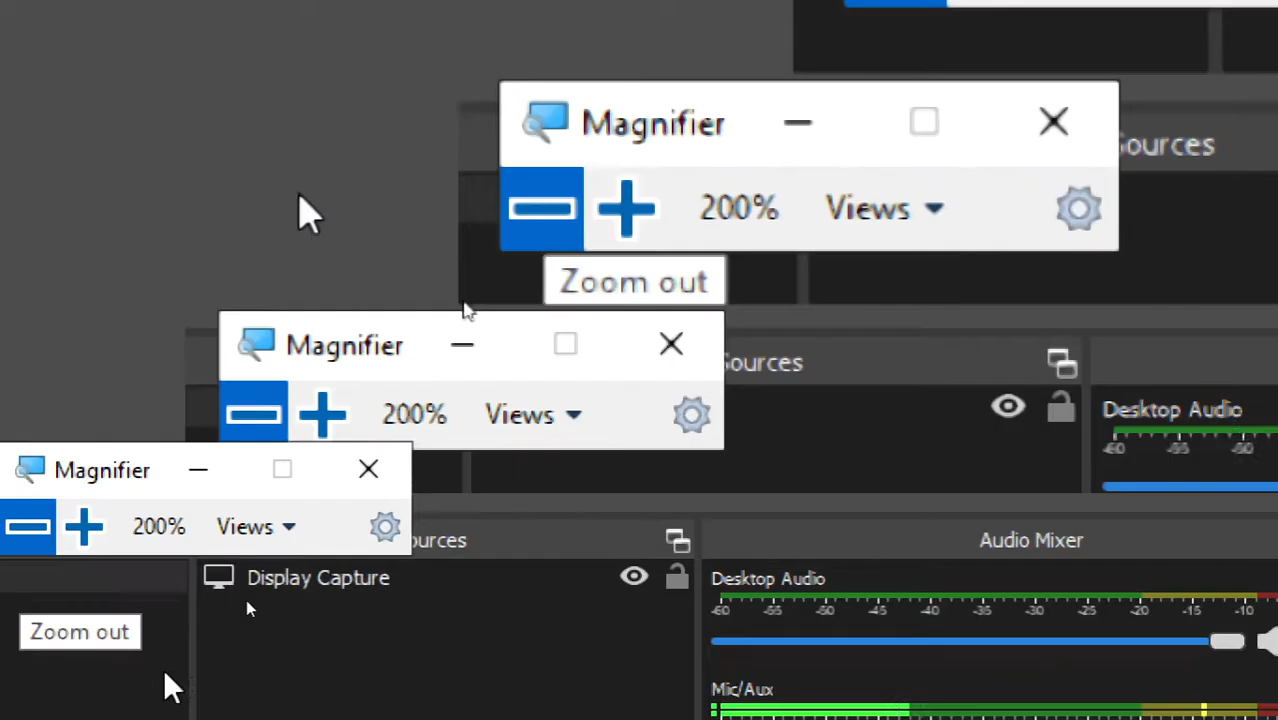 Magnifier
Sources
200% Views
Zoom out
Magnifier
Sources
200% Views
Desktop Audio
-60 -55 -50
Magnifier
200% Views
ources
Audio Mixer
Display Capture
Desktop Audio
-60 -55 -50 -45 -40 -35 -30 -25 -20 -15 -10
Zoom out
Mic/Aux